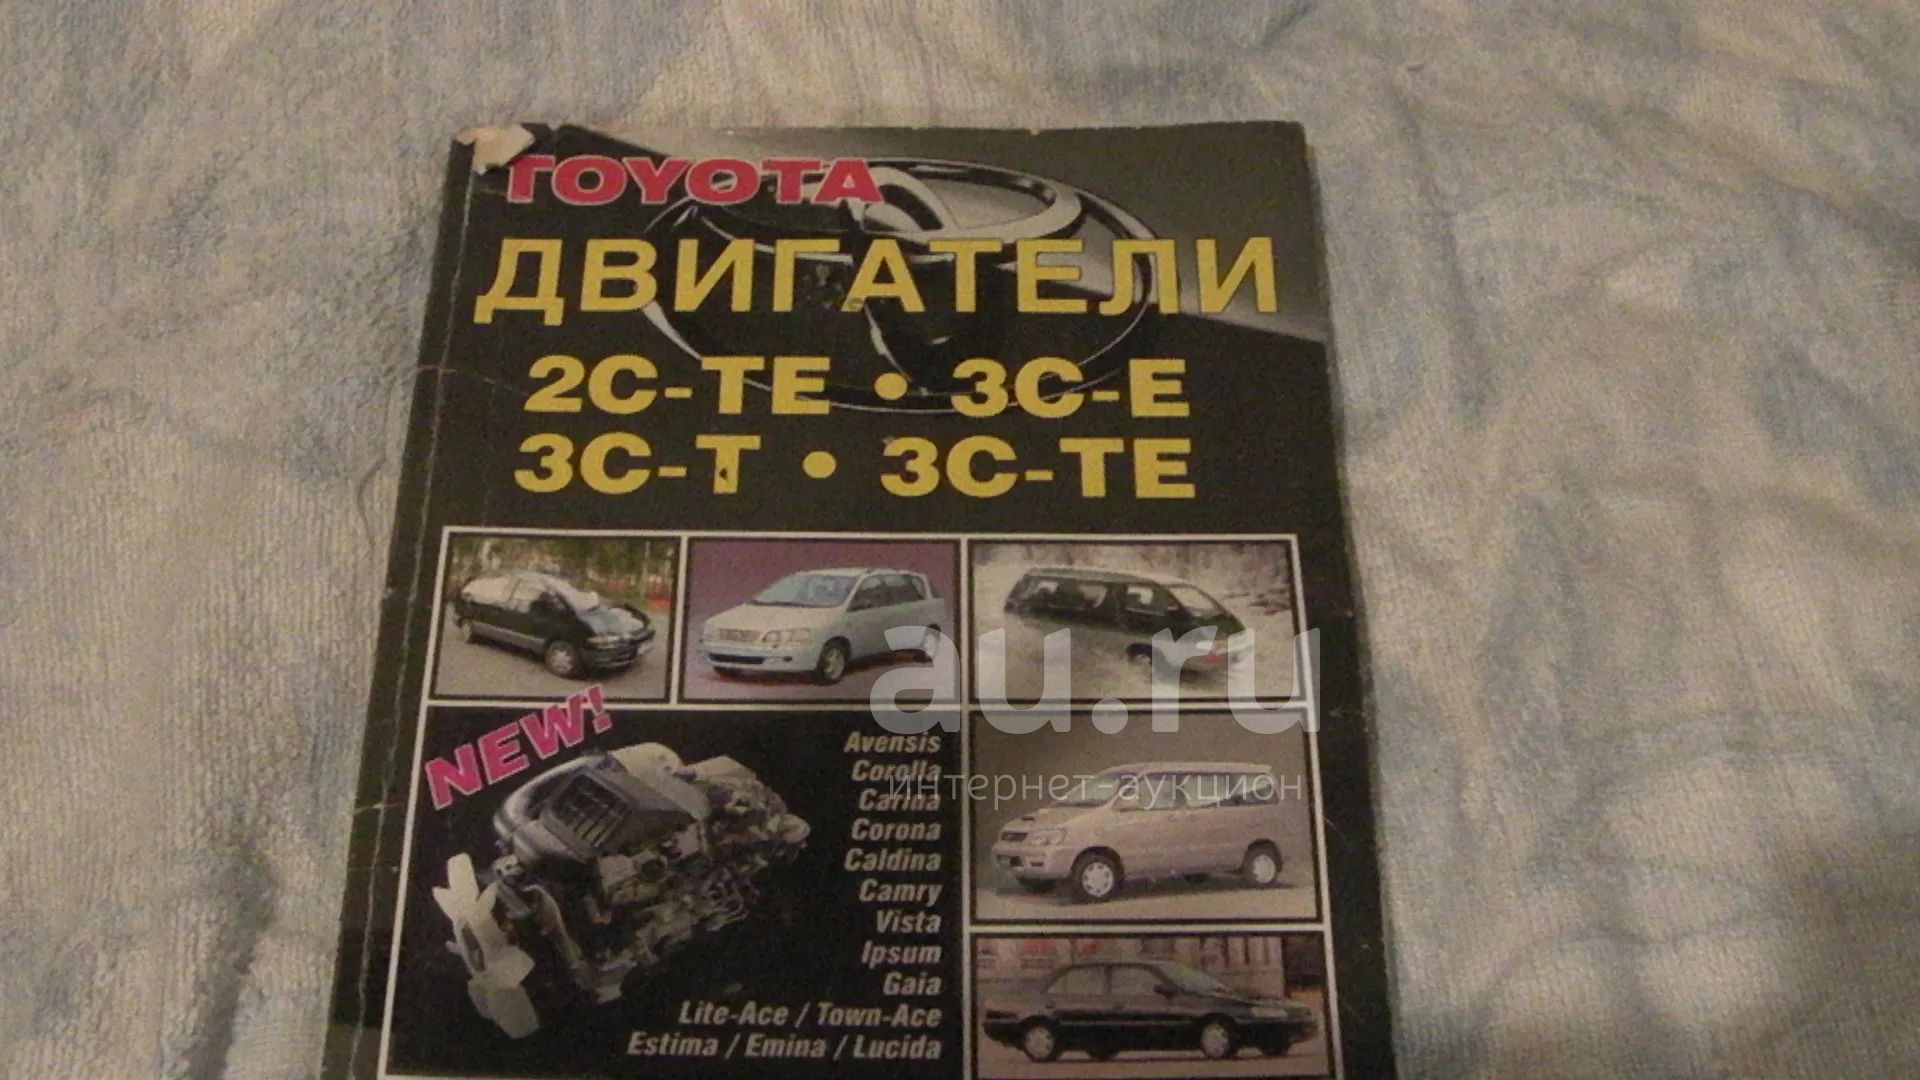 TOYOTA
ДВИГАТЕЛИ
2C-TE • 3C-E
3C-T • 3C-TE
NEW!
au.ru
интернет-аукцион
Avensis
Corolla
Carina
Corona
Caldina
Camry
Vista
Ipsum
Gaia
Lite-Ace / Town-Ace
Estima / Emina / Lucida